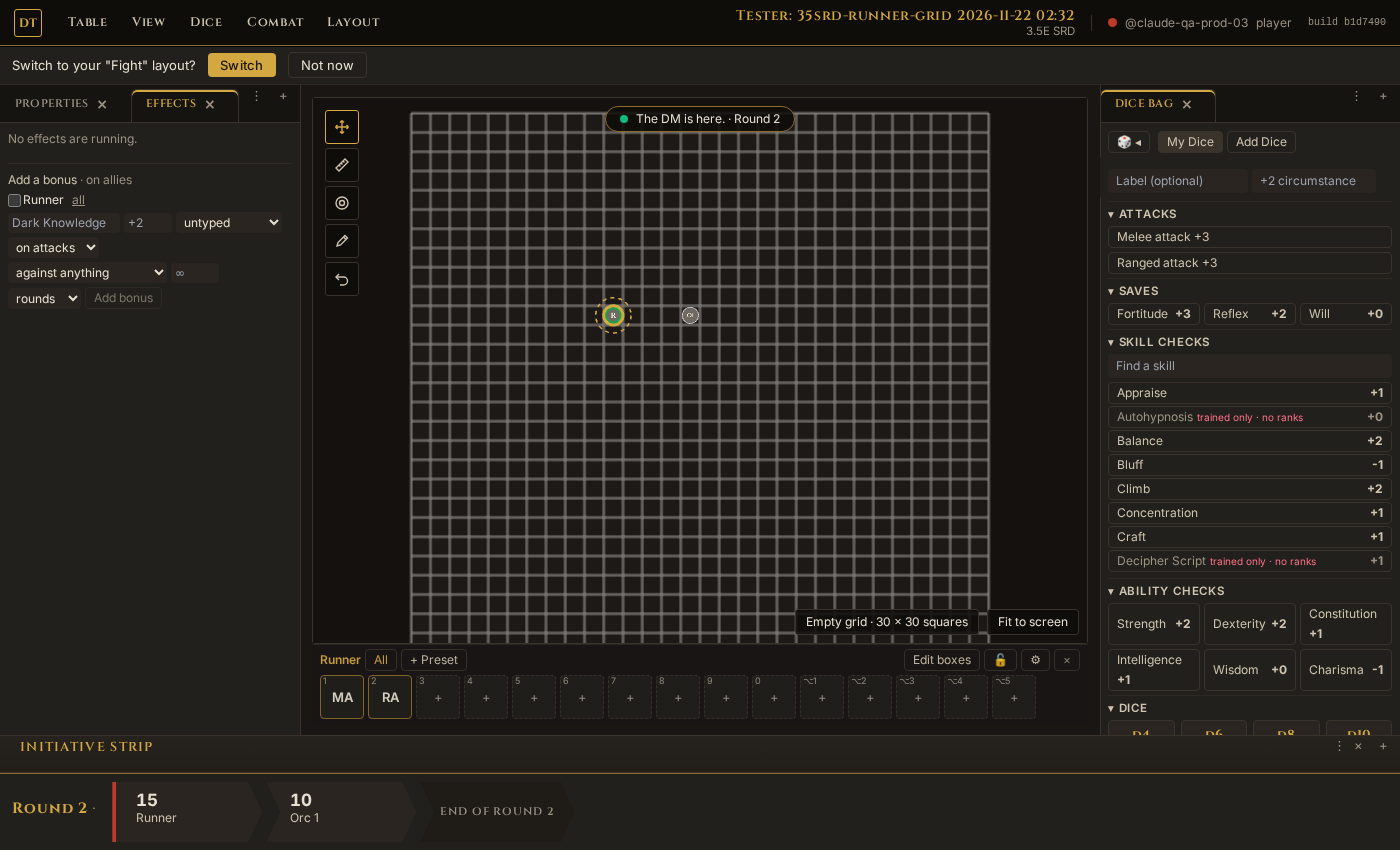 DT TABLE VIEW DICE COMBAT LAYOUT
TESTER: 35SRD-RUNNER-GRID 2026-11-22 02:32
3.5E SRD
@claude-qa-prod-03 player build b1d7490
Switch to your "Fight" layout? Switch Not now
PROPERTIES × EFFECTS × ⋮ +
No effects are running.
Add a bonus · on allies
Runner all
Dark Knowledge +2 untyped
on attacks
against anything ∞
rounds Add bonus
The DM is here. · Round 2
R
Empty grid · 30 × 30 squares Fit to screen
Runner All + Preset Edit boxes 🔓 ⚙ ×
1 2 3 4 5 6 7 8 9 0 ⌥1 ⌥2 ⌥3 ⌥4 ⌥5
MA RA + + + + + + + + + + + + +
DICE BAG × ⋮ +
🎲 ◂ My Dice Add Dice
Label (optional) +2 circumstance
▾ ATTACKS
Melee attack +3
Ranged attack +3
▾ SAVES
Fortitude +3 Reflex +2 Will +0
▾ SKILL CHECKS
Find a skill
Appraise +1
Autohypnosis trained only · no ranks +0
Balance +2
Bluff -1
Climb +2
Concentration +1
Craft +1
Decipher Script trained only · no ranks +1
▾ ABILITY CHECKS
Strength +2 Dexterity +2 Constitution +1
Intelligence +1 Wisdom +0 Charisma -1
▾ DICE
D4 D6 D8 D10
INITIATIVE STRIP ⋮ × +
ROUND 2 ·
15
Runner
10
Orc 1
END OF ROUND 2